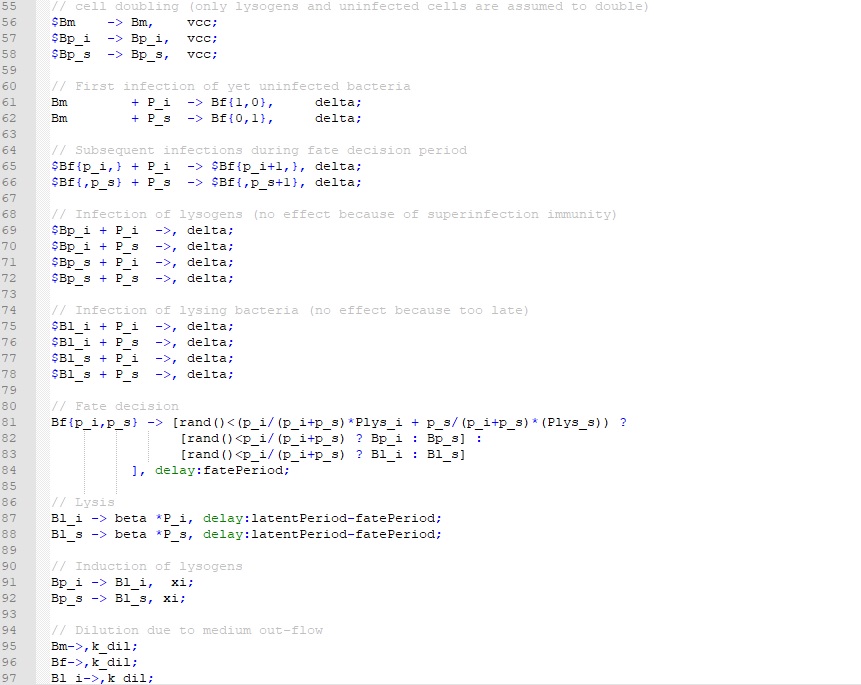 55 // cell doubling (only lysogens and uninfected cells are assumed to double)
56 $Bm    -> Bm,    vcc;
57 $Bp_i  -> Bp_i,  vcc;
58 $Bp_s  -> Bp_s,  vcc;
59
60 // First infection of yet uninfected bacteria
61 Bm        + P_i  -> Bf{1,0},     delta;
62 Bm        + P_s  -> Bf{0,1},     delta;
63
64 // Subsequent infections during fate decision period
65 $Bf{p_i,} + P_i  -> $Bf{p_i+1,}, delta;
66 $Bf{,p_s} + P_s  -> $Bf{,p_s+1}, delta;
67
68 // Infection of lysogens (no effect because of superinfection immunity)
69 $Bp_i + P_i  ->, delta;
70 $Bp_i + P_s  ->, delta;
71 $Bp_s + P_i  ->, delta;
72 $Bp_s + P_s  ->, delta;
73
74 // Infection of lysing bacteria (no effect because too late)
75 $Bl_i + P_i  ->, delta;
76 $Bl_i + P_s  ->, delta;
77 $Bl_s + P_i  ->, delta;
78 $Bl_s + P_s  ->, delta;
79
80 // Fate decision
81 Bf{p_i,p_s} -> [rand()<(p_i/(p_i+p_s)*Plys_i + p_s/(p_i+p_s)*(Plys_s)) ?
82                 [rand()<p_i/(p_i+p_s) ? Bp_i : Bp_s] :
83                 [rand()<p_i/(p_i+p_s) ? Bl_i : Bl_s]
84           ], delay:fatePeriod;
85
86 // Lysis
87 Bl_i -> beta *P_i, delay:latentPeriod-fatePeriod;
88 Bl_s -> beta *P_s, delay:latentPeriod-fatePeriod;
89
90 // Induction of lysogens
91 Bp_i -> Bl_i,  xi;
92 Bp_s -> Bl_s, xi;
93
94 // Dilution due to medium out-flow
95 Bm->,k_dil;
96 Bf->,k_dil;
97 Bl_i->,k_dil;